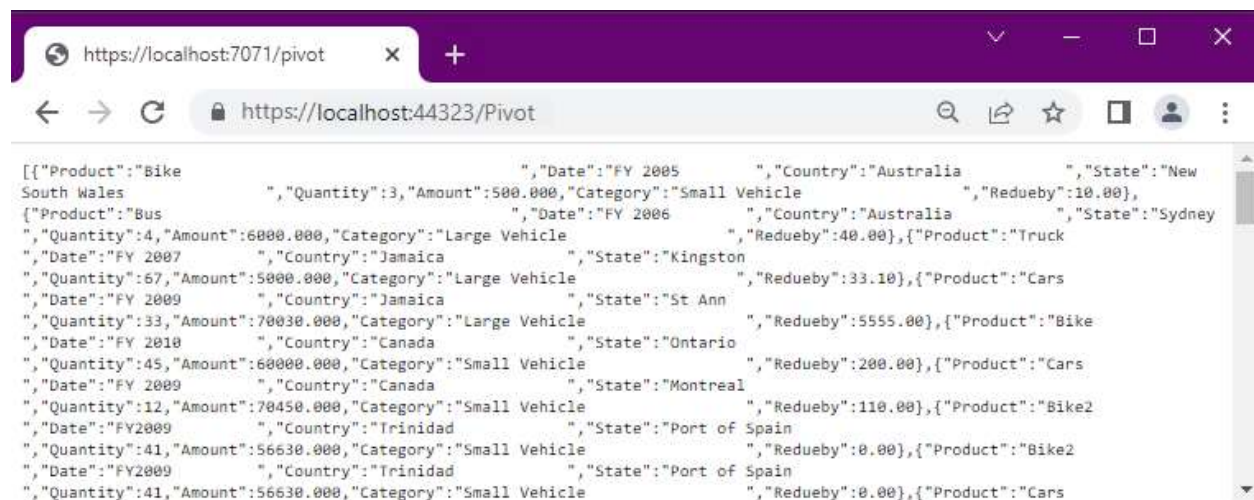 https://localhost:7071/pivot
https://localhost:44323/Pivot
[{"Product":"Bike ","Date":"FY 2005 ","Country":"Australia ","State":"New
South Wales ","Quantity":3,"Amount":500.000,"Category":"Small Vehicle ","Redueby":10.00},
{"Product":"Bus ","Date":"FY 2006 ","Country":"Australia ","State":"Sydney
","Quantity":4,"Amount":6000.000,"Category":"Large Vehicle ","Redueby":40.00},{"Product":"Truck
","Date":"FY 2007 ","Country":"Jamaica ","State":"Kingston
","Quantity":67,"Amount":5000.000,"Category":"Large Vehicle ","Redueby":33.10},{"Product":"Cars
","Date":"FY 2009 ","Country":"Jamaica ","State":"St Ann
","Quantity":33,"Amount":70030.000,"Category":"Large Vehicle ","Redueby":5555.00},{"Product":"Bike
","Date":"FY 2010 ","Country":"Canada ","State":"Ontario
","Quantity":45,"Amount":60000.000,"Category":"Small Vehicle ","Redueby":200.00},{"Product":"Cars
","Date":"FY 2009 ","Country":"Canada ","State":"Montreal
","Quantity":12,"Amount":70450.000,"Category":"Small Vehicle ","Redueby":110.00},{"Product":"Bike2
","Date":"FY2009 ","Country":"Trinidad ","State":"Port of Spain
","Quantity":41,"Amount":56630.000,"Category":"Small Vehicle ","Redueby":0.00},{"Product":"Bike2
","Date":"FY2009 ","Country":"Trinidad ","State":"Port of Spain
","Quantity":41,"Amount":56630.000,"Category":"Small Vehicle ","Redueby":0.00},{"Product":"Cars